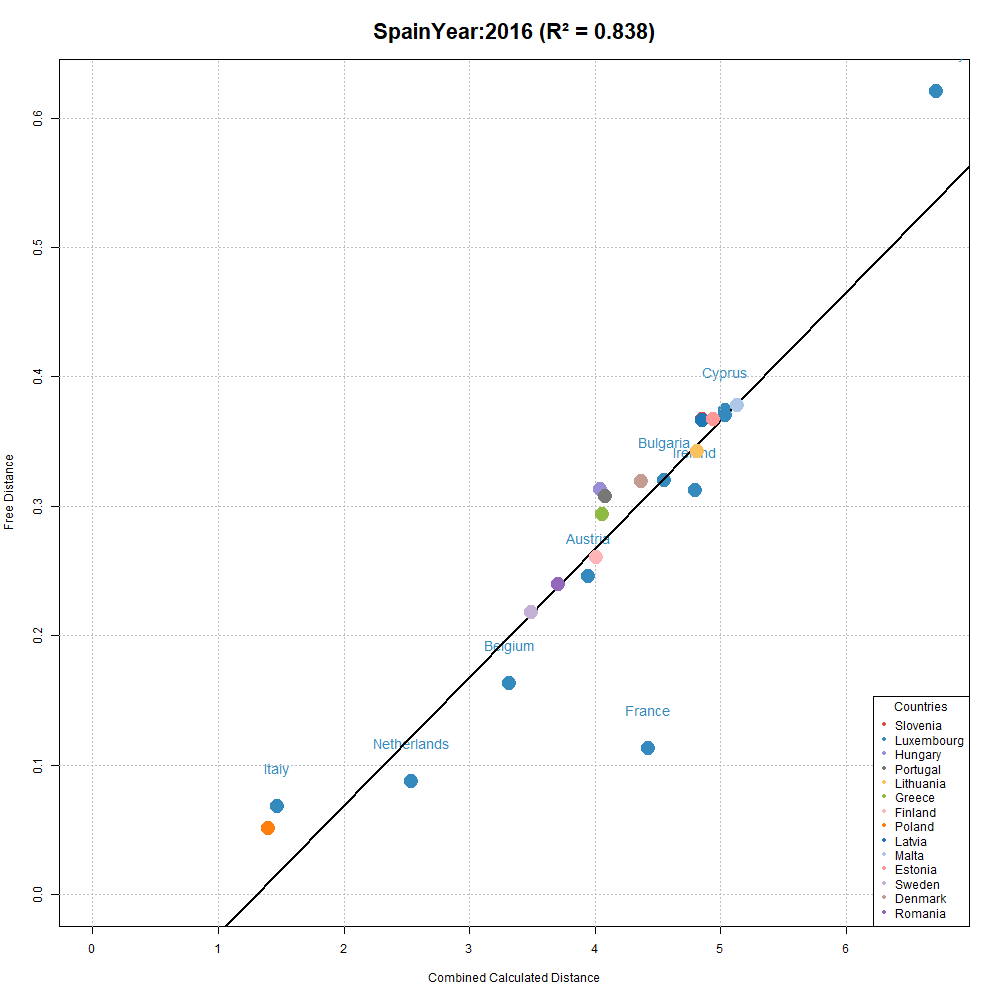 SpainYear:2016 (R² = 0.838)
0.6
0.5
0.4
0.3
0.2
0.1
0.0
Free Distance
Cyprus
Bulgaria
Ireland
Austria
Belgium
France
Netherlands
Italy
Countries
Slovenia
Luxembourg
Hungary
Portugal
Lithuania
Greece
Finland
Poland
Latvia
Malta
Estonia
Sweden
Denmark
Romania
0 1 2 3 4 5 6
Combined Calculated Distance